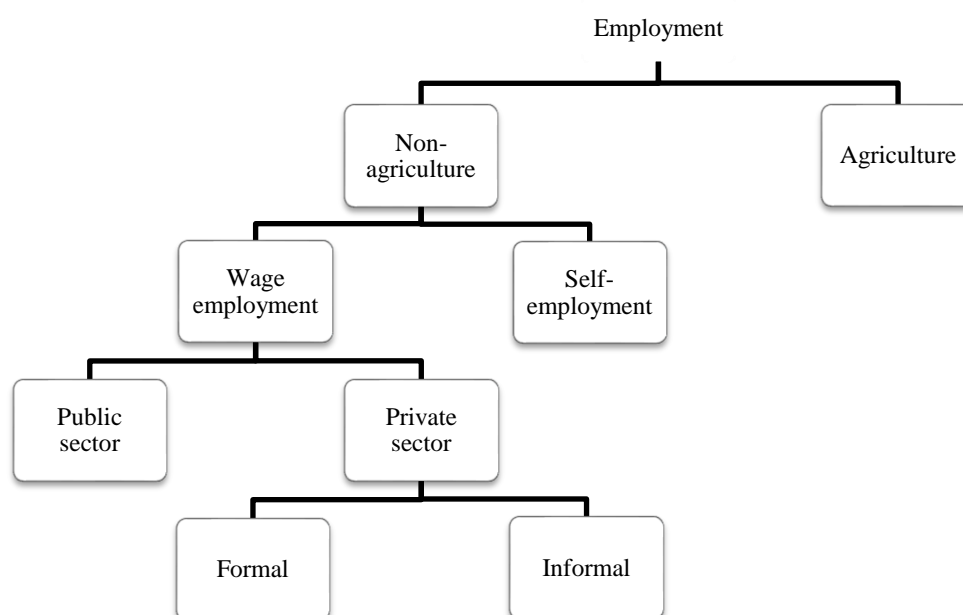 Employment
Non-
agriculture
Agriculture
Wage
employment
Self-
employment
Public
sector
Private
sector
Formal
Informal